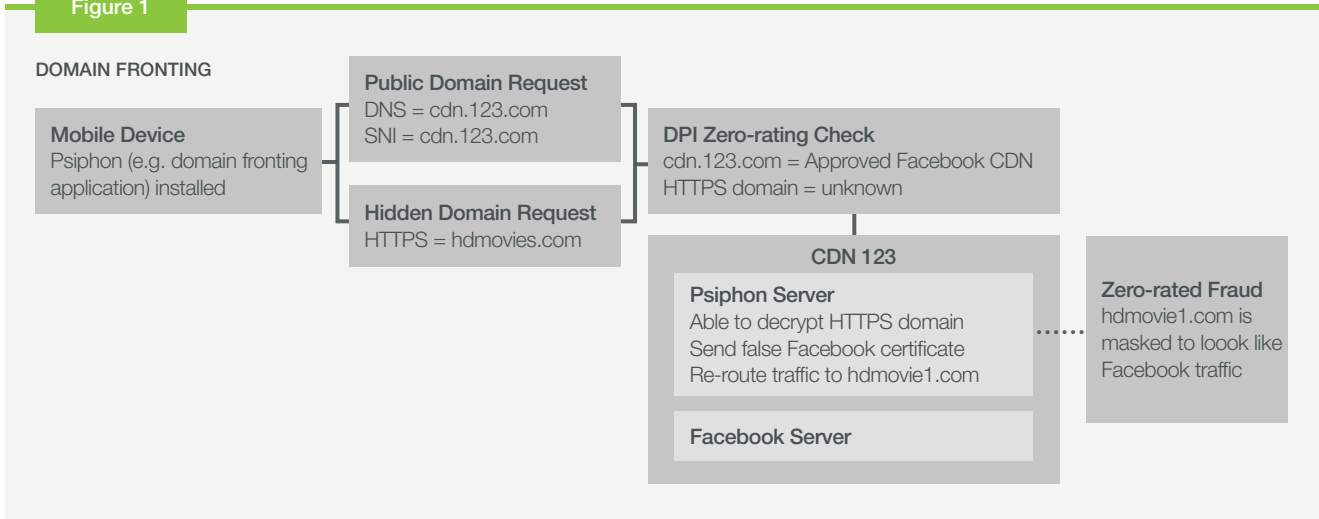 Figure 1
DOMAIN FRONTING
Mobile Device
Psiphon (e.g. domain fronting
application) installed
Public Domain Request
DNS = cdn.123.com
SNI = cdn.123.com
Hidden Domain Request
HTTPS = hdmovies.com
DPI Zero-rating Check
cdn.123.com = Approved Facebook CDN
HTTPS domain = unknown
CDN 123
Psiphon Server
Able to decrypt HTTPS domain
Send false Facebook certificate
Re-route traffic to hdmovie1.com
Facebook Server
Zero-rated Fraud
hdmovie1.com is
masked to loook like
Facebook traffic